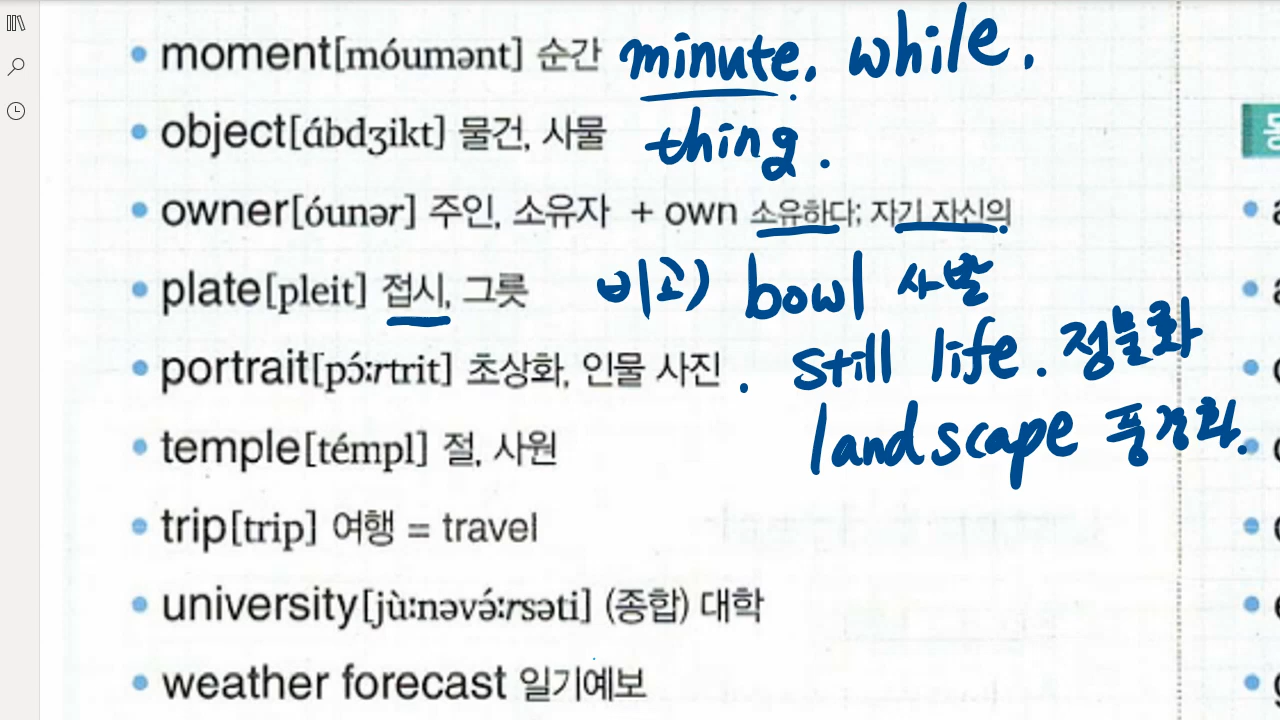 moment[móumənt] 순간 minute. while.
object[ábdʒikt] 물건, 사물 thing.
owner[óunər] 주인, 소유자 + own 소유하다; 자기 자신의
plate[pleit] 접시, 그릇 비고) bowl 사발
portrait[pɔ́ːrtrit] 초상화, 인물 사진. still life. 정물화
landscape 풍경화.
temple[témpl] 절, 사원
trip[trip] 여행 = travel
university[jùːnəvə́ːrsəti] (종합) 대학
weather forecast 일기예보